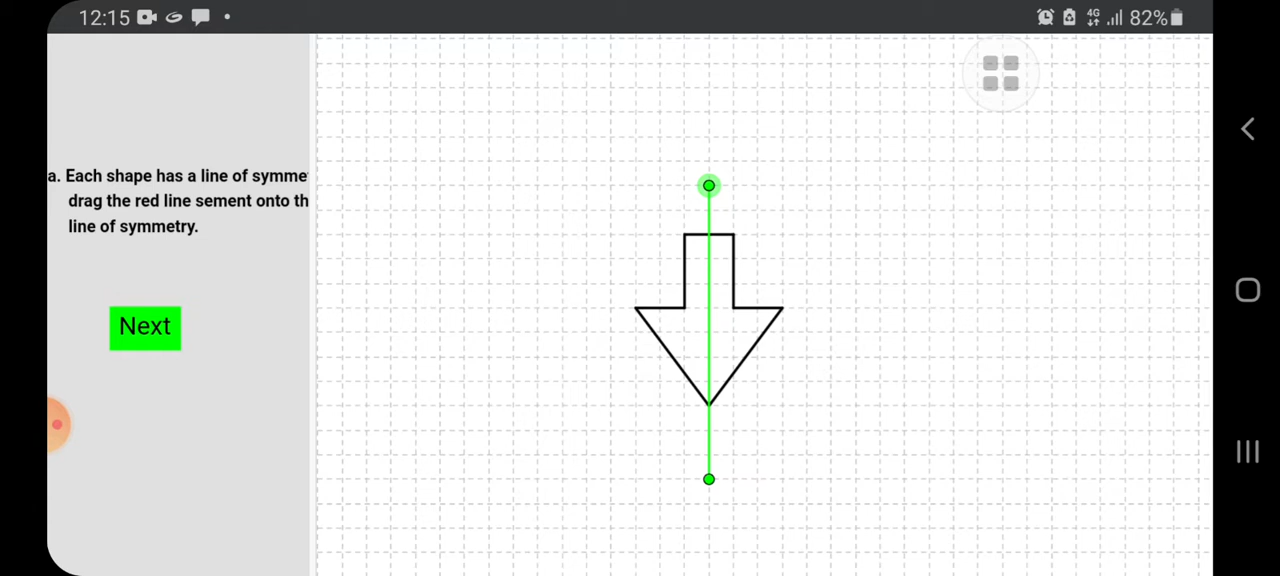 12:15
4G
82%
a. Each shape has a line of symme
drag the red line sement onto th
line of symmetry.
Next